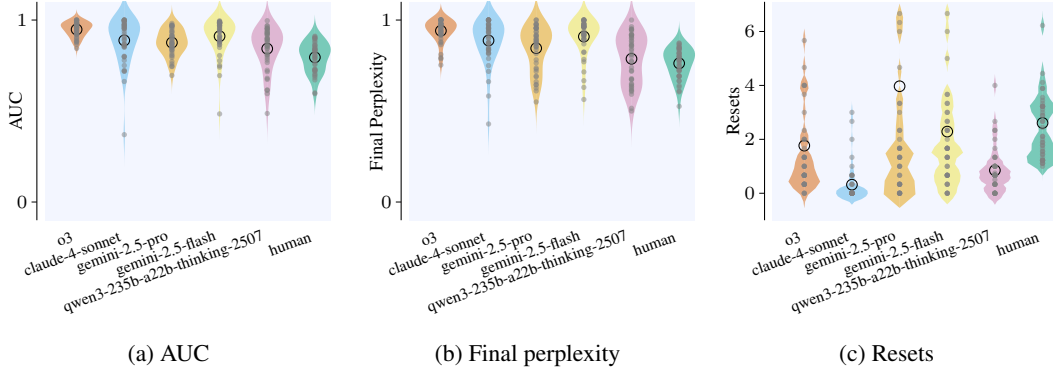 1
0
AUC
o3
claude-4-sonnet
gemini-2.5-pro
gemini-2.5-flash
qwen3-235b-a22b-thinking-2507
human
(a) AUC
1
0
Final Perplexity
o3
claude-4-sonnet
gemini-2.5-pro
gemini-2.5-flash
qwen3-235b-a22b-thinking-2507
human
(b) Final perplexity
6
4
2
0
Resets
o3
claude-4-sonnet
gemini-2.5-pro
gemini-2.5-flash
qwen3-235b-a22b-thinking-2507
human
(c) Resets